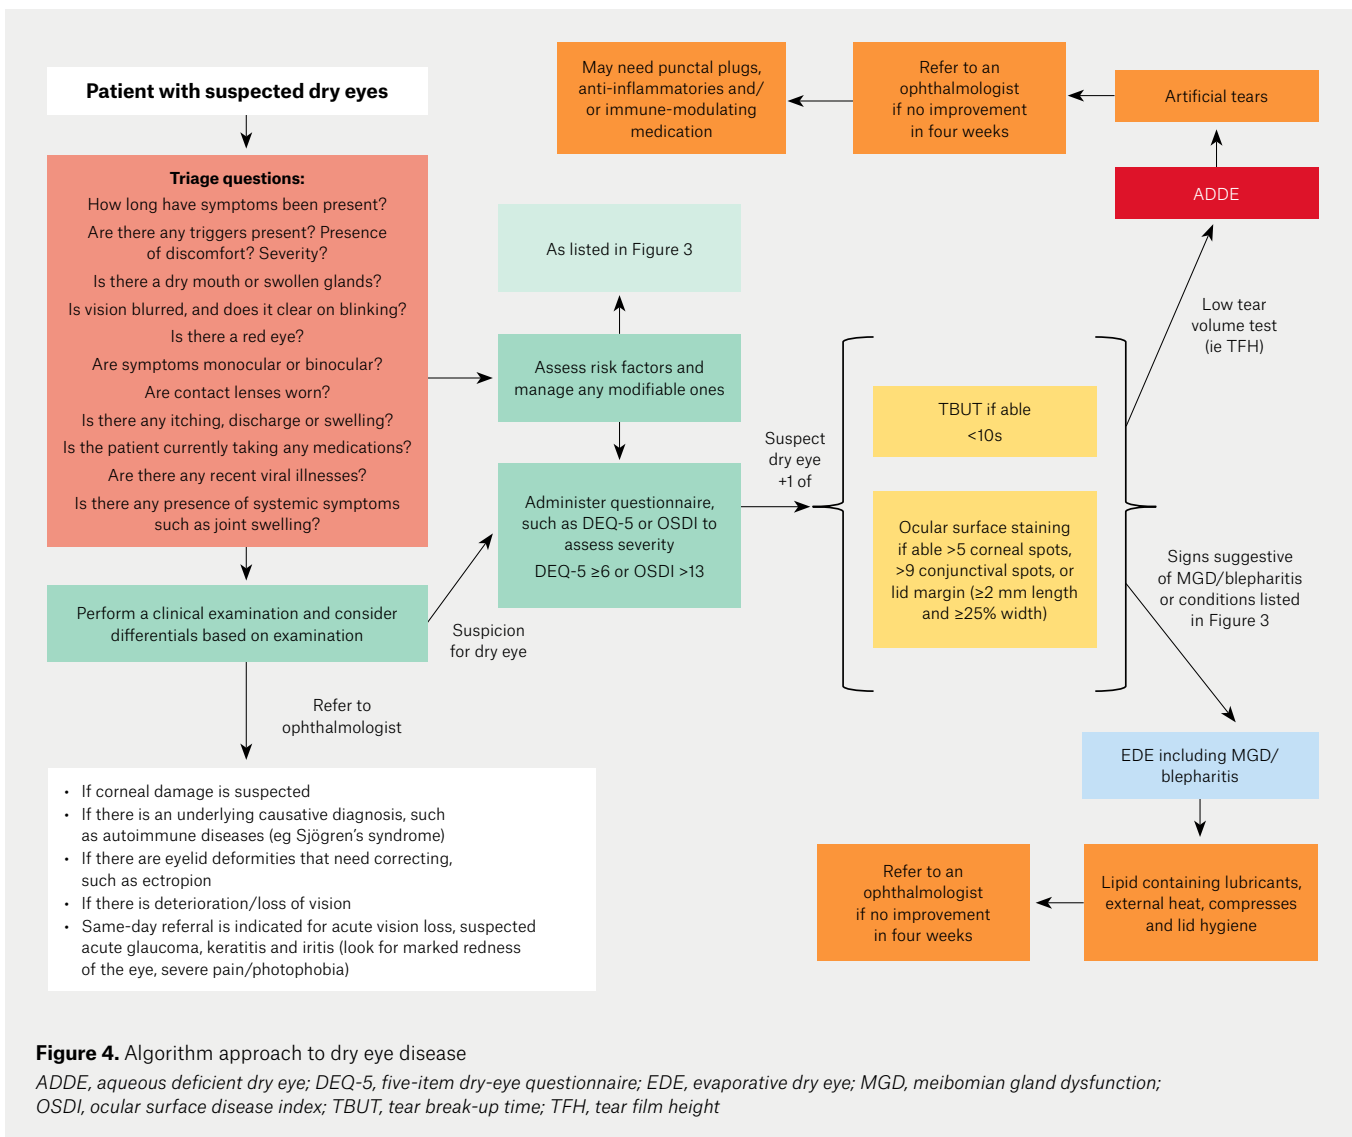 Patient with suspected dry eyes
Triage questions:
How long have symptoms been present?
Are there any triggers present? Presence
of discomfort? Severity?
Is there a dry mouth or swollen glands?
Is vision blurred, and does it clear on blinking?
Is there a red eye?
Are symptoms monocular or binocular?
Are contact lenses worn?
Is there any itching, discharge or swelling?
Is the patient currently taking any medications?
Are there any recent viral illnesses?
Is there any presence of systemic symptoms
such as joint swelling?
Perform a clinical examination and consider
differentials based on examination
Refer to
ophthalmologist
• If corneal damage is suspected
• If there is an underlying causative diagnosis, such
as autoimmune diseases (eg Sjögren's syndrome)
• If there are eyelid deformities that need correcting,
such as ectropion
• If there is deterioration/loss of vision
• Same-day referral is indicated for acute vision loss, suspected
acute glaucoma, keratitis and iritis (look for marked redness
of the eye, severe pain/photophobia)
Suspicion
for dry eye
As listed in Figure 3
Assess risk factors and
manage any modifiable ones
Administer questionnaire,
such as DEQ-5 or OSDI to
assess severity
DEQ-5 ≥6 or OSDI >13
Suspect
dry eye
+1 of
TBUT if able
<10s
Ocular surface staining
if able >5 corneal spots,
>9 conjunctival spots, or
lid margin (≥2 mm length
and ≥25% width)
Low tear
volume test
(ie TFH)
ADDE
Artificial tears
Refer to an
ophthalmologist
if no improvement
in four weeks
May need punctal plugs,
anti-inflammatories and/
or immune-modulating
medication
Signs suggestive
of MGD/blepharitis
or conditions listed
in Figure 3
EDE including MGD/
blepharitis
Lipid containing lubricants,
external heat, compresses
and lid hygiene
Refer to an
ophthalmologist
if no improvement
in four weeks
Figure 4. Algorithm approach to dry eye disease
ADDE, aqueous deficient dry eye; DEQ-5, five-item dry-eye questionnaire; EDE, evaporative dry eye; MGD, meibomian gland dysfunction;
OSDI, ocular surface disease index; TBUT, tear break-up time; TFH, tear film height